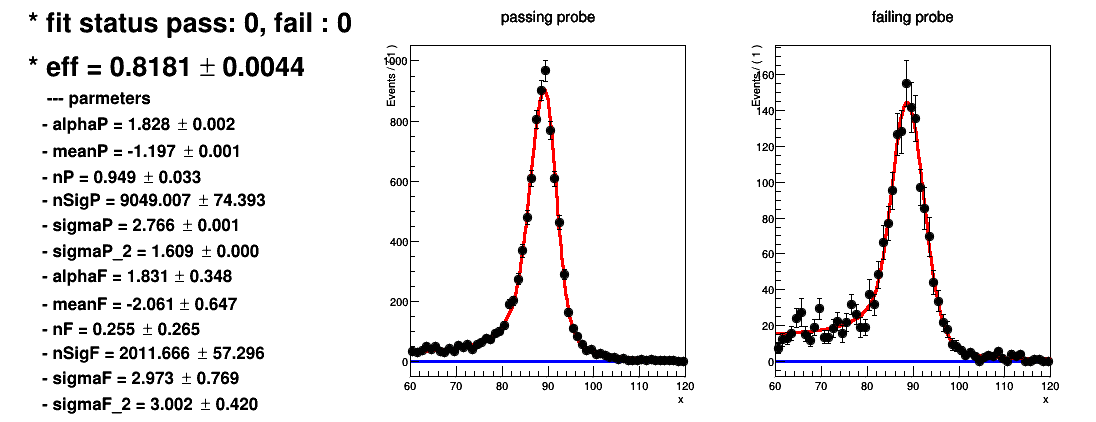 * fit status pass: 0, fail : 0
* eff = 0.8181 ± 0.0044
--- parmeters
- alphaP = 1.828 ± 0.002
- meanP = -1.197 ± 0.001
- nP = 0.949 ± 0.033
- nSigP = 9049.007 ± 74.393
- sigmaP = 2.766 ± 0.001
- sigmaP_2 = 1.609 ± 0.000
- alphaF = 1.831 ± 0.348
- meanF = -2.061 ± 0.647
- nF = 0.255 ± 0.265
- nSigF = 2011.666 ± 57.296
- sigmaF = 2.973 ± 0.769
- sigmaF_2 = 3.002 ± 0.420
passing probe
Events / ( 1 )
1000
800
600
400
200
0
60 70 80 90 100 110 120
x
failing probe
Events / ( 1 )
160
140
120
100
80
60
40
20
0
60 70 80 90 100 110 120
x